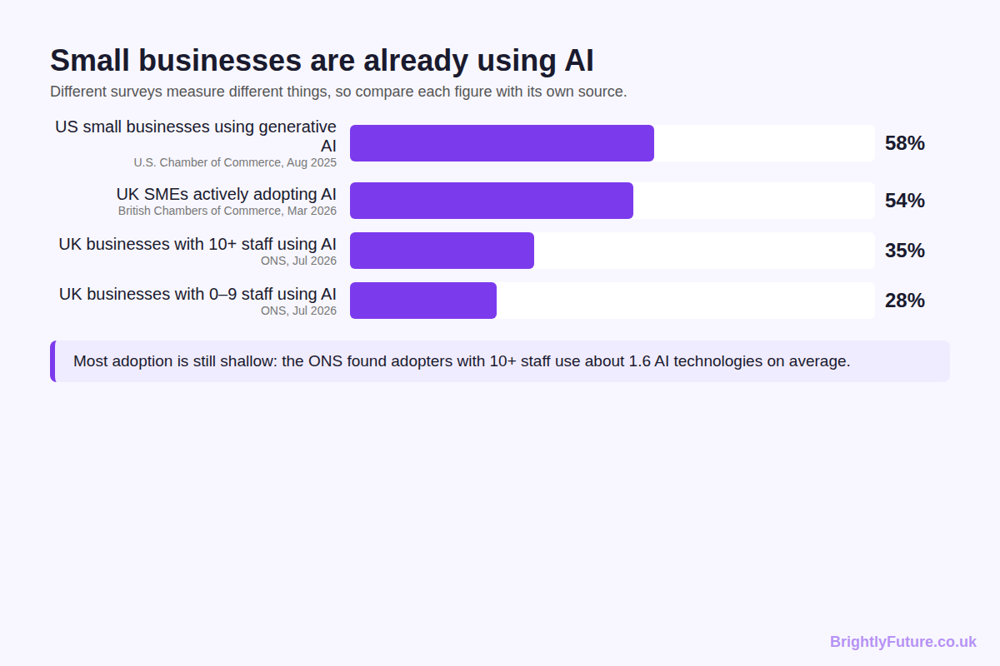 Small businesses are already using AI
Different surveys measure different things, so compare each figure with its own source.
US small businesses using generative
AI
U.S. Chamber of Commerce, Aug 2025
58%
UK SMEs actively adopting AI
British Chambers of Commerce, Mar 2026
54%
UK businesses with 10+ staff using AI
ONS, Jul 2026
35%
UK businesses with 0–9 staff using AI
ONS, Jul 2026
28%
Most adoption is still shallow: the ONS found adopters with 10+ staff use about 1.6 AI technologies on average.
BrightlyFuture.co.uk